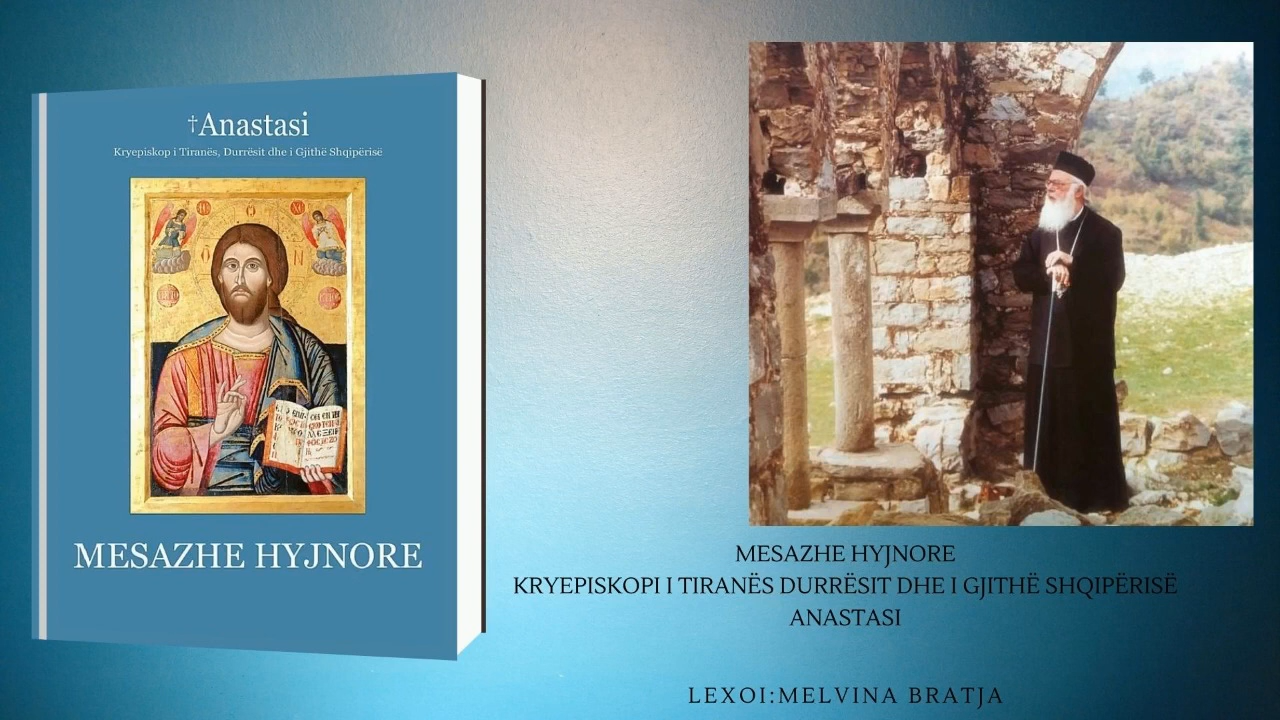 †Anastasi
Kryepiskop i Tiranës, Durrësit dhe i Gjithë Shqipërisë
MESAZHE HYJNORE
MESAZHE HYJNORE
KRYEPISKOPI I TIRANËS DURRËSIT DHE I GJITHË SHQIPËRISË
ANASTASI
LEXOI:MELVINA BRATJA